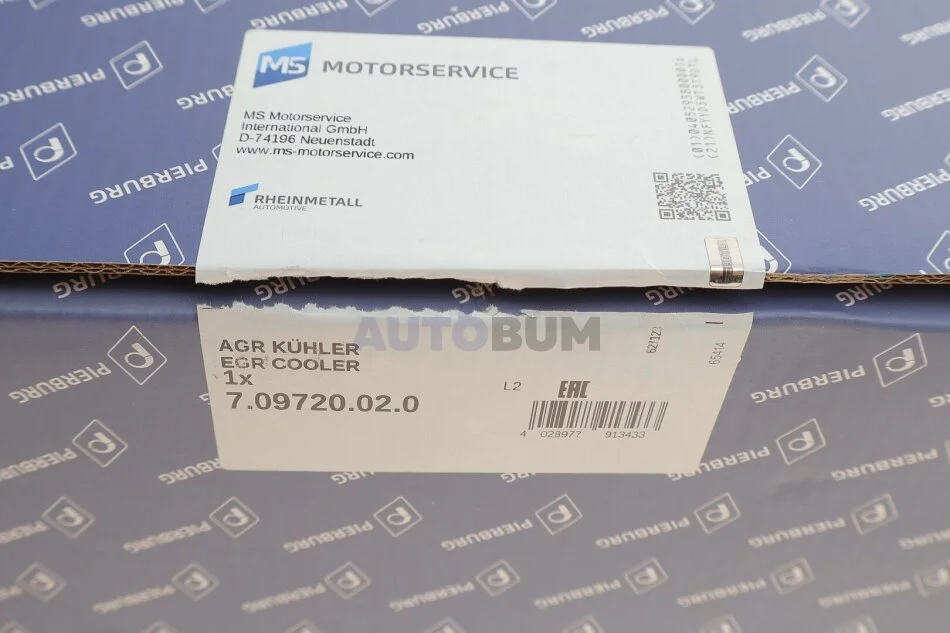 MS MOTORSERVICE
MS Motorservice
International GmbH
D-74196 Neuenstadt
www.ms-motorservice.com
RHEINMETALL
AUTOMOTIVE
AUTOBUM
AGR KÜHLER
EGR COOLER
1x
7.09720.02.0
L2
EAC
4 028977 913433
65414
PIERBURG